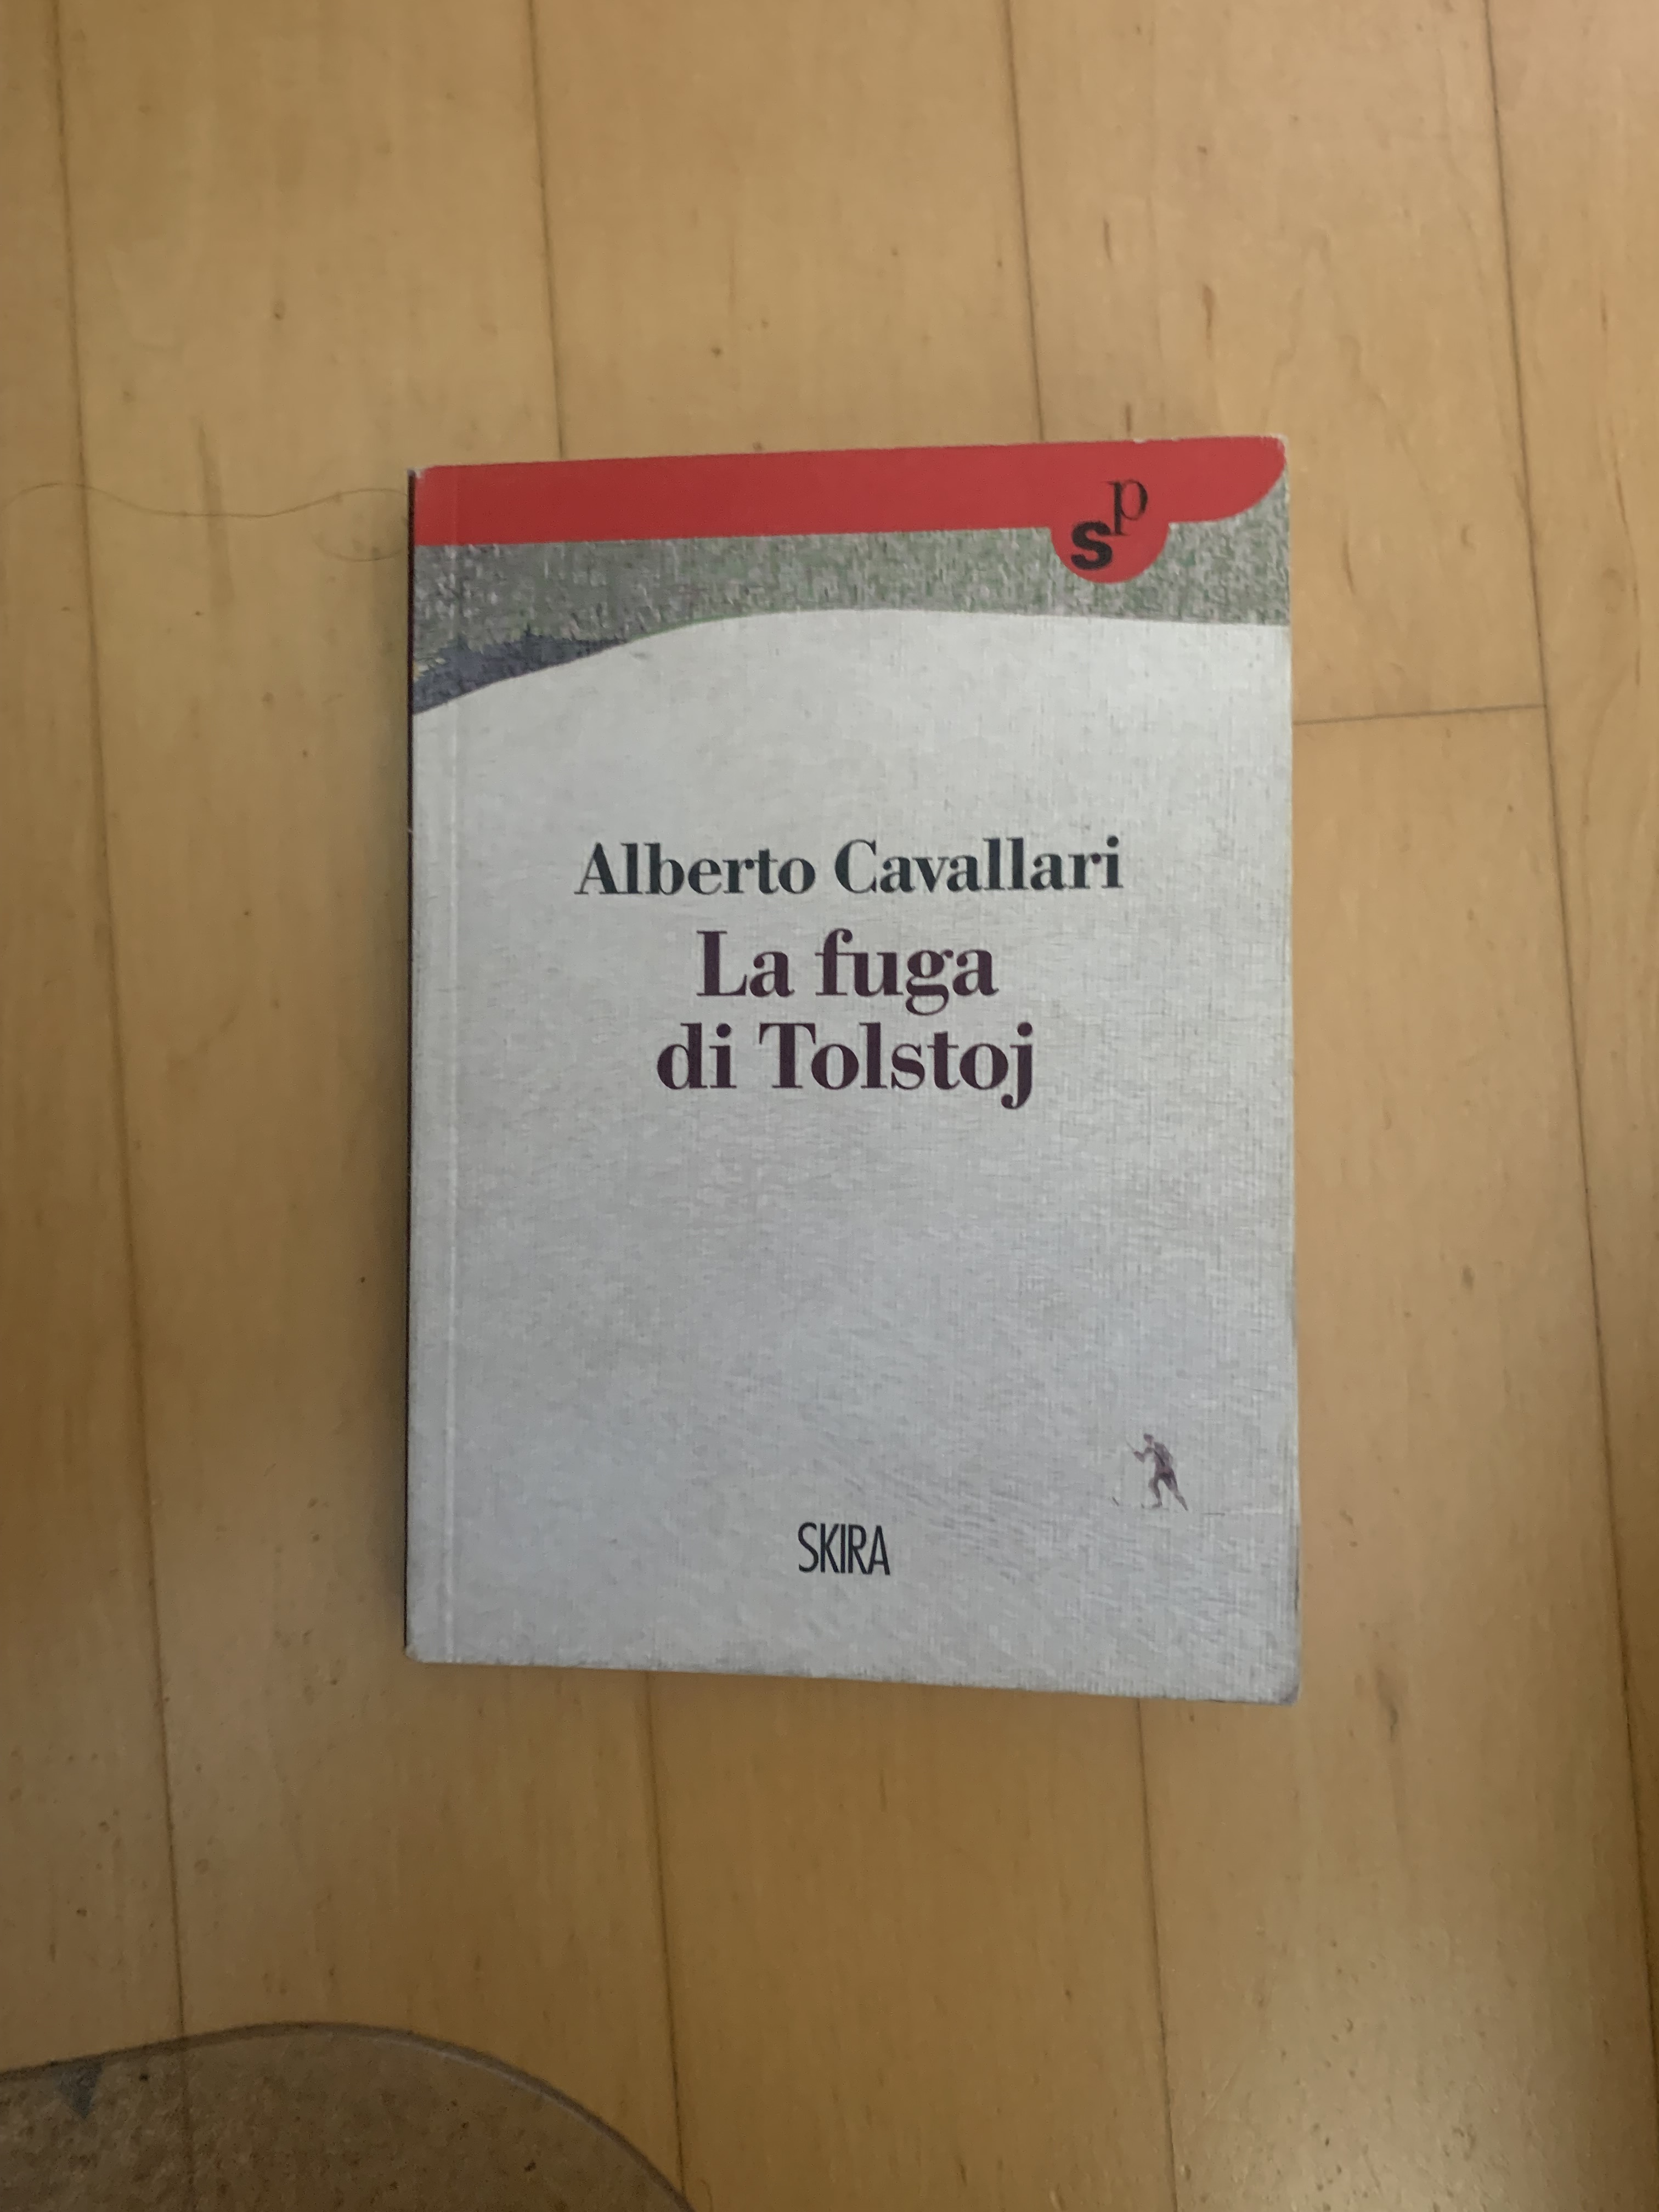 sp
Alberto Cavallari
La fuga
di Tolstoj
SKIRA